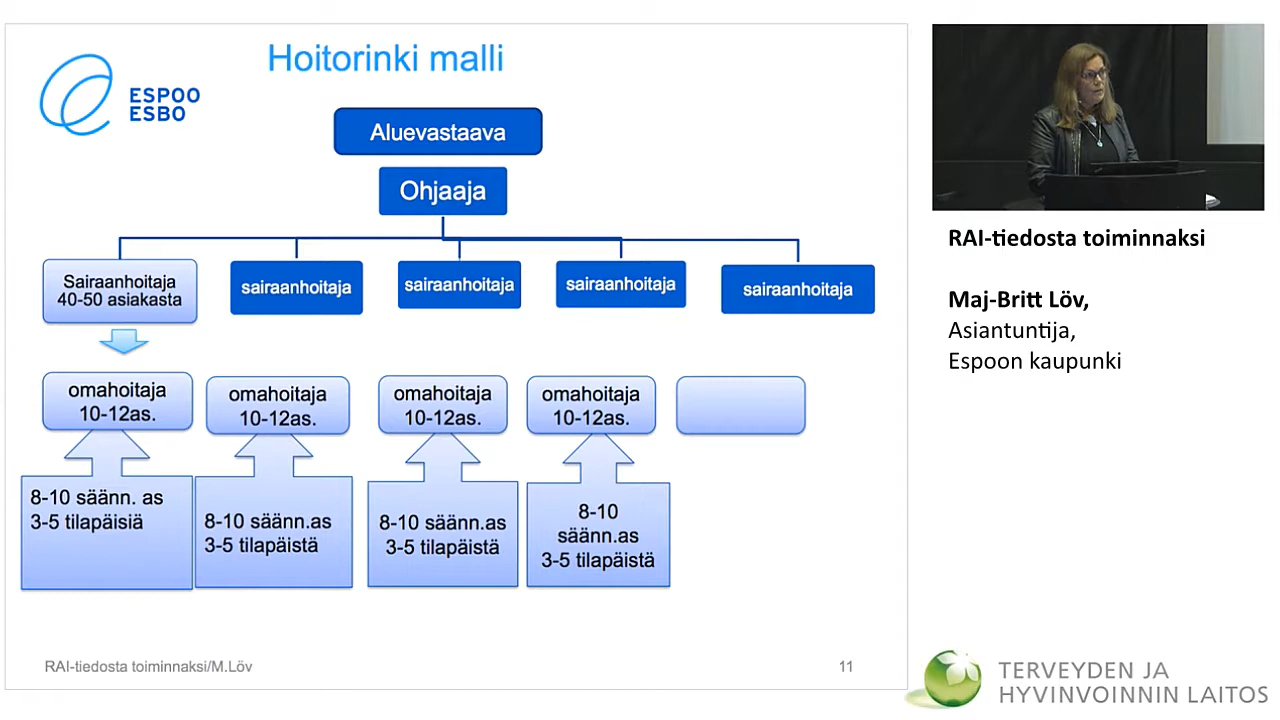 Hoitorinki malli
ESPOO
ESBO
Aluevastaava
Ohjaaja
Sairaanhoitaja
40-50 asiakasta
sairaanhoitaja
sairaanhoitaja
sairaanhoitaja
sairaanhoitaja
omahoitaja
10-12as.
omahoitaja
10-12as.
omahoitaja
10-12as.
omahoitaja
10-12as.
8-10 säänn. as
3-5 tilapäisiä
8-10 säänn.as
3-5 tilapäistä
8-10 säänn.as
3-5 tilapäistä
8-10
säänn.as
3-5 tilapäistä
RAI-tiedosta toiminnaksi/M.Löv
11
RAI-tiedosta toiminnaksi
Maj-Britt Löv,
Asiantuntija,
Espoon kaupunki
TERVEYDEN JA
HYVINVOINNIN LAITOS